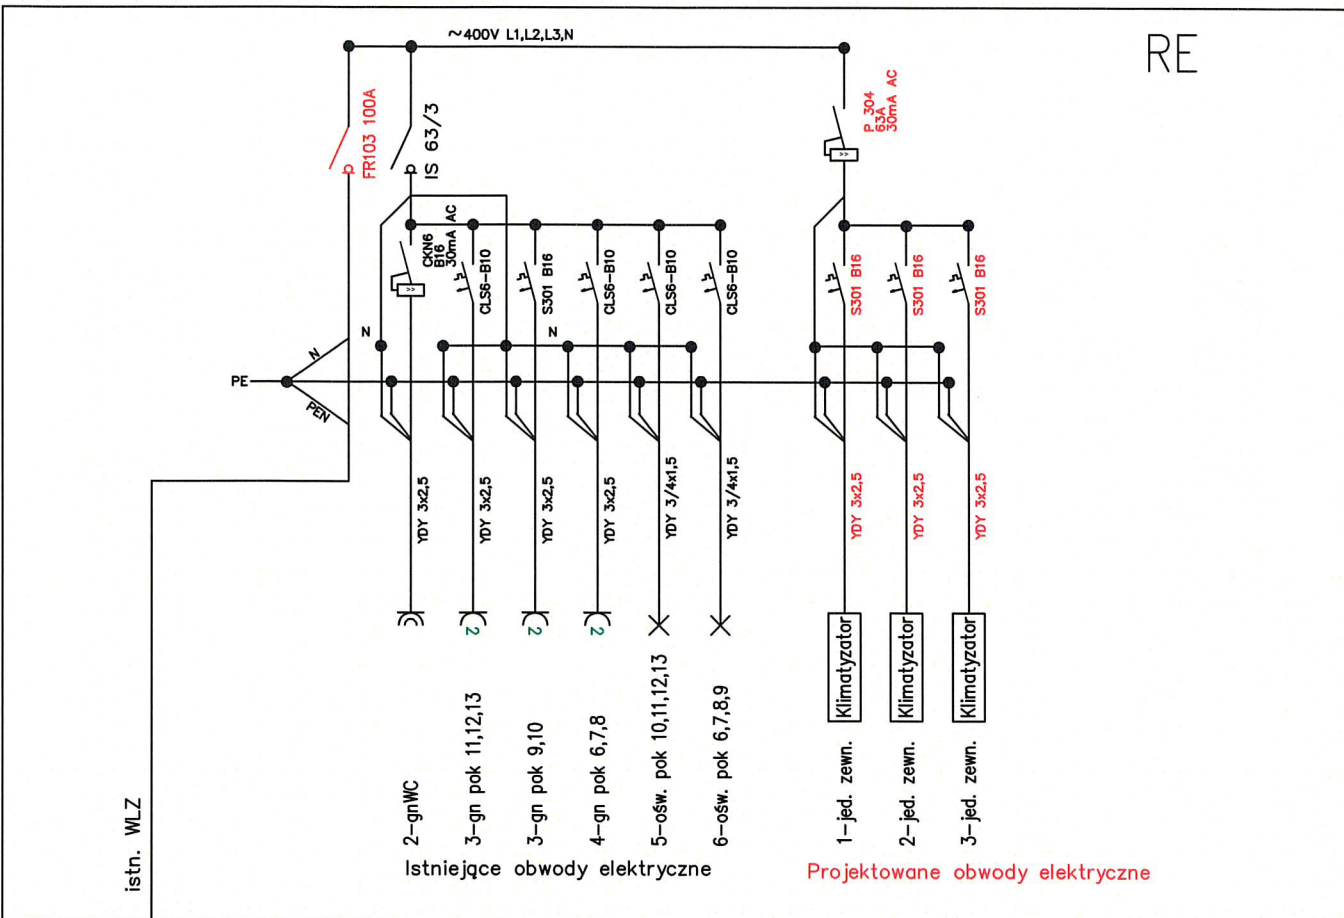 RE
~400V L1,L2,L3,N
FR103 100A
IS 63/3
P 304
63A
30mA AC
CKN6
B16
30mA AC
CLS6-B10
S301 B16
CLS6-B10
CLS6-B10
CLS6-B10
S301 B16
S301 B16
S301 B16
>>
>>
N
N
N
PE
PEN
YDY 3x2,5
YDY 3x2,5
YDY 3x2,5
YDY 3x2,5
YDY 3/4x1,5
YDY 3/4x1,5
YDY 3x2,5
YDY 3x2,5
YDY 3x2,5
2
2
2
Klimatyzator
Klimatyzator
Klimatyzator
2-gnWC
3-gn pok 11,12,13
3-gn pok 9,10
4-gn pok 6,7,8
5-ośw. pok 10,11,12,13
6-ośw. pok 6,7,8,9
1-jed. zewn.
2-jed. zewn.
3-jed. zewn.
istn. WLZ
Istniejące obwody elektryczne
Projektowane obwody elektryczne